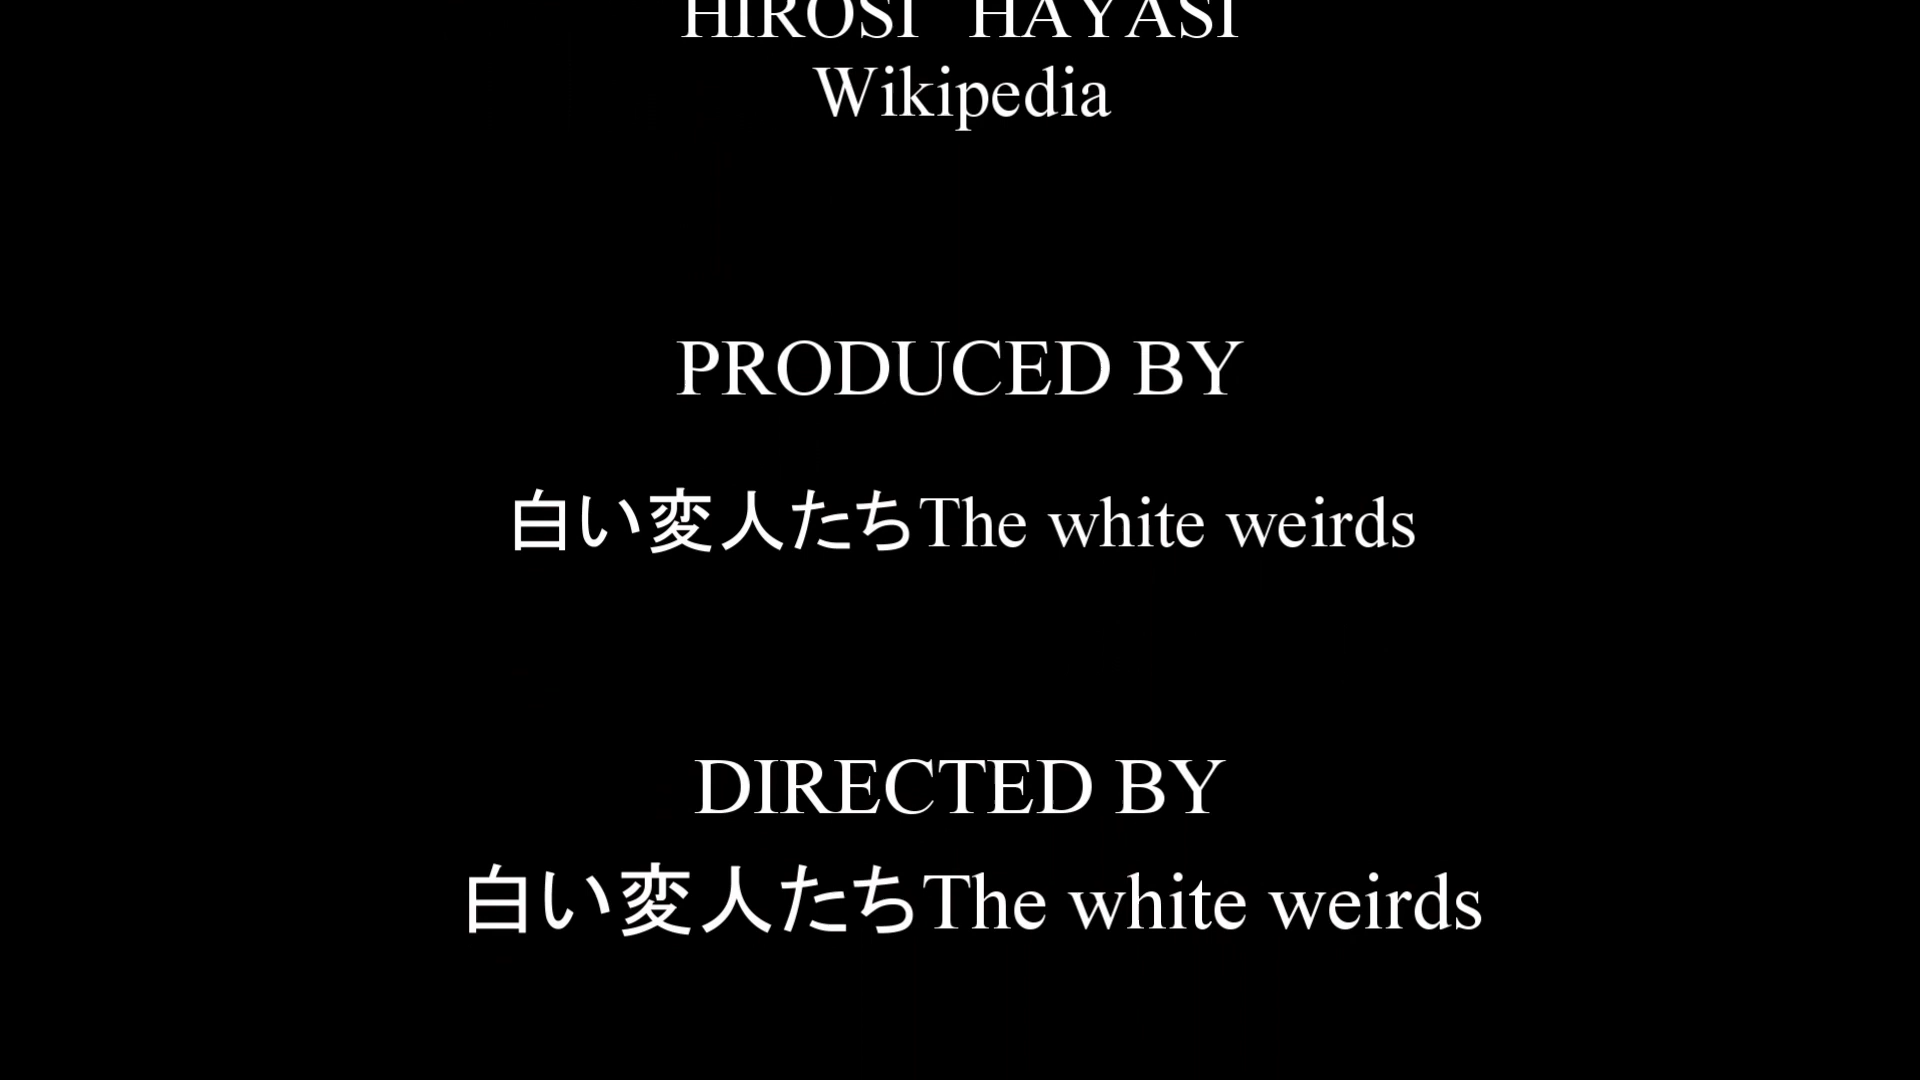 HIROSI HAYASI
Wikipedia
PRODUCED BY
白い変人たちThe white weirds
DIRECTED BY
白い変人たちThe white weirds